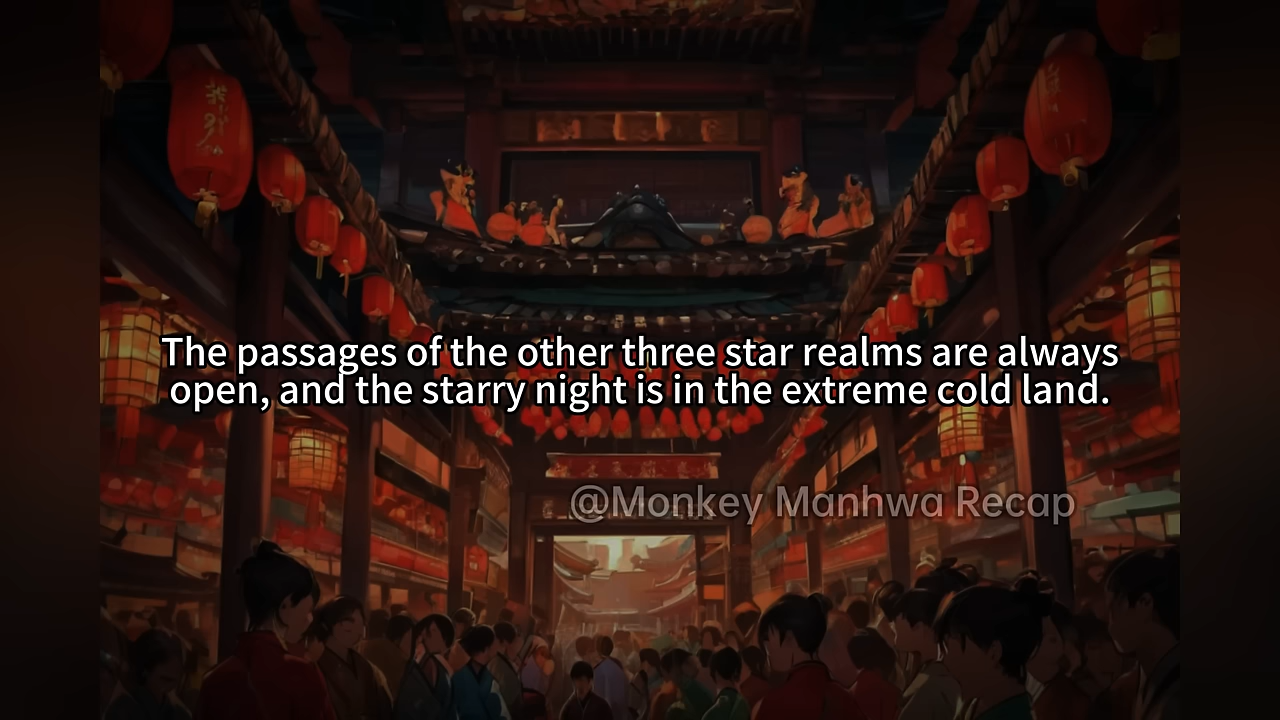 The passages of the other three star realms are always
open, and the starry night is in the extreme cold land.
@Monkey Manhwa Recap